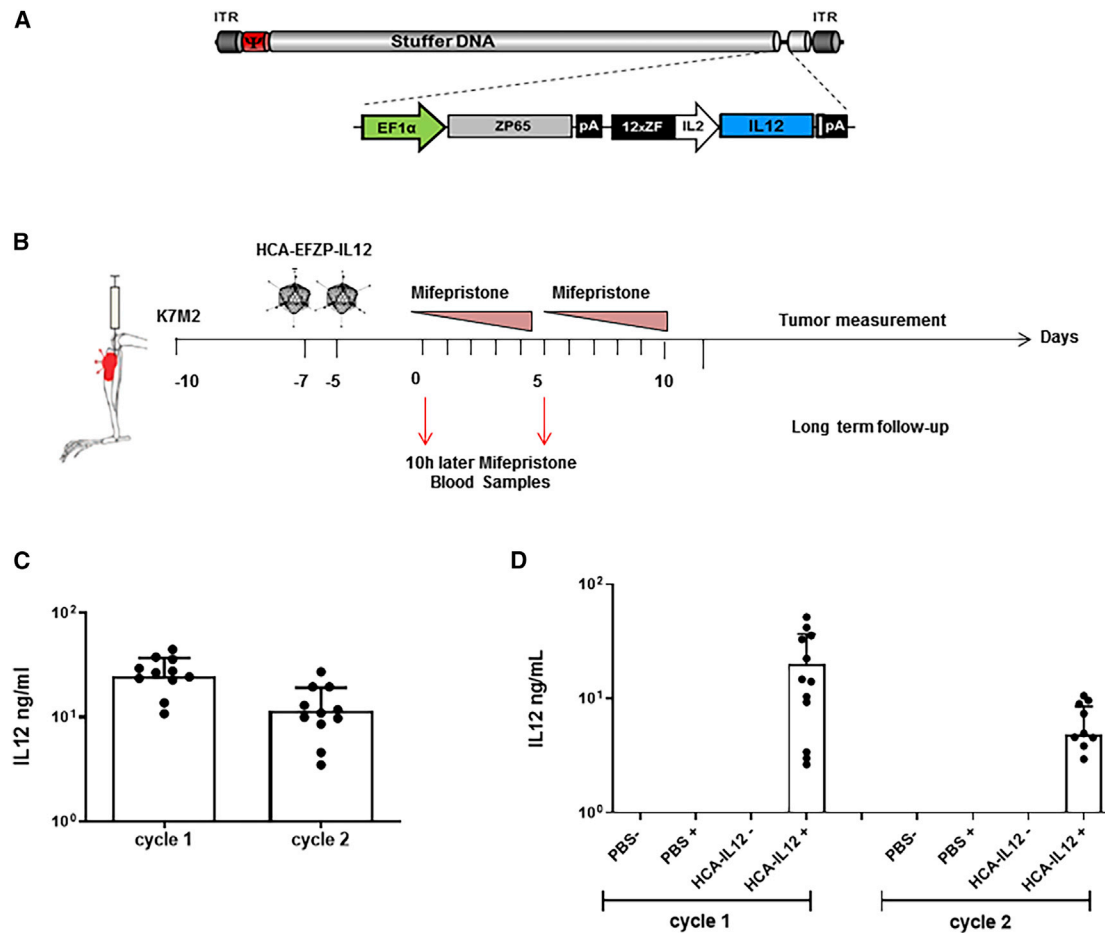 A
ITR
ITR
Ψ
Stuffer DNA
EF1α
ZP65
pA
12xZF
IL2
IL12
pA
B
HCA-EFZP-IL12
K7M2
Mifepristone
Mifepristone
Tumor measurement
Days
-10
-7
-5
0
5
10
Long term follow-up
10h later Mifepristone
Blood Samples
C
IL12 ng/ml
10²
10¹
10⁰
cycle 1
cycle 2
D
IL12 ng/mL
10²
10¹
10⁰
PBS-
PBS +
HCA-IL12 -
HCA-IL12 +
PBS-
PBS +
HCA-IL12 -
HCA-IL12 +
cycle 1
cycle 2